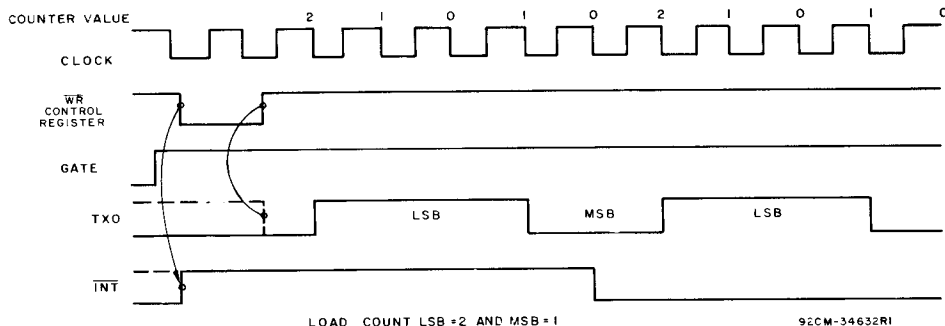 COUNTER VALUE 2 1 0 1 0 2 1 0 1 0
CLOCK
WR
CONTROL
REGISTER
GATE
TXO LSB MSB LSB
INT
LOAD COUNT LSB=2 AND MSB=1 92CM-34632R1